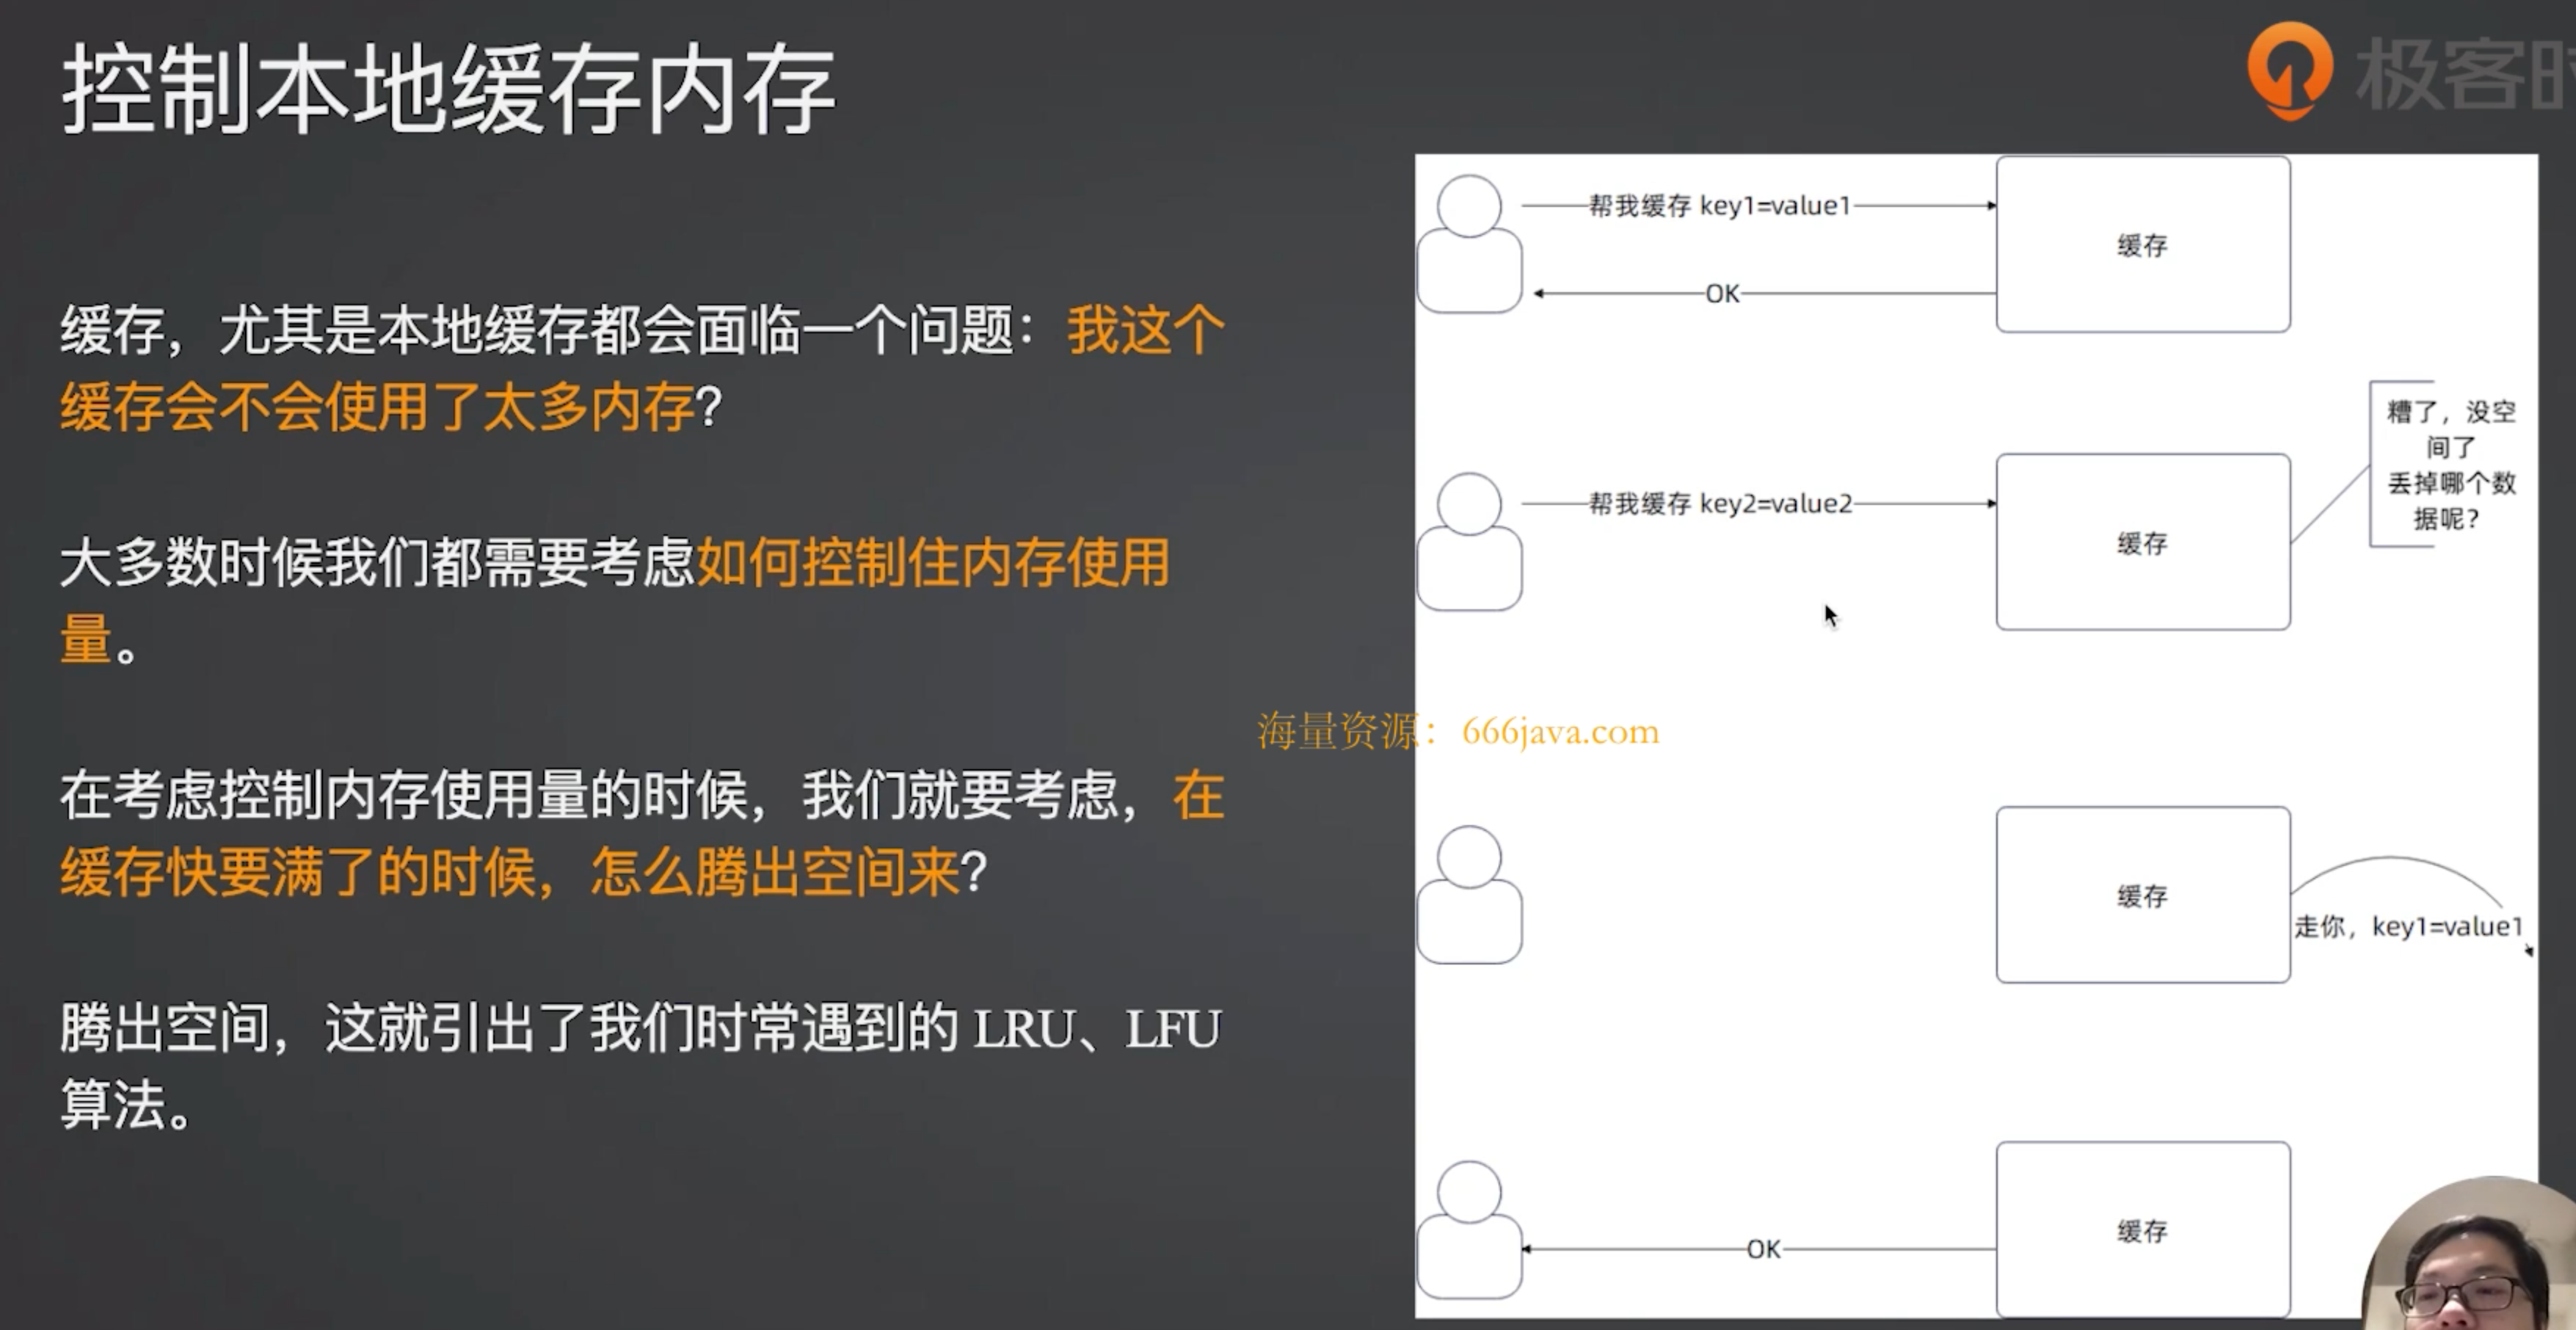 控制本地缓存内存
极客时
缓存，尤其是本地缓存都会面临一个问题：我这个
缓存会不会使用了太多内存？
大多数时候我们都需要考虑如何控制住内存使用
量。
在考虑控制内存使用量的时候，我们就要考虑，在
缓存快要满了的时候，怎么腾出空间来？
腾出空间，这就引出了我们时常遇到的 LRU、LFU
算法。
帮我缓存 key1=value1
缓存
OK
帮我缓存 key2=value2
缓存
糟了，没空
间了
丢掉哪个数
据呢？
海量资源：666java.com
缓存
走你，key1=value1
缓存
OK